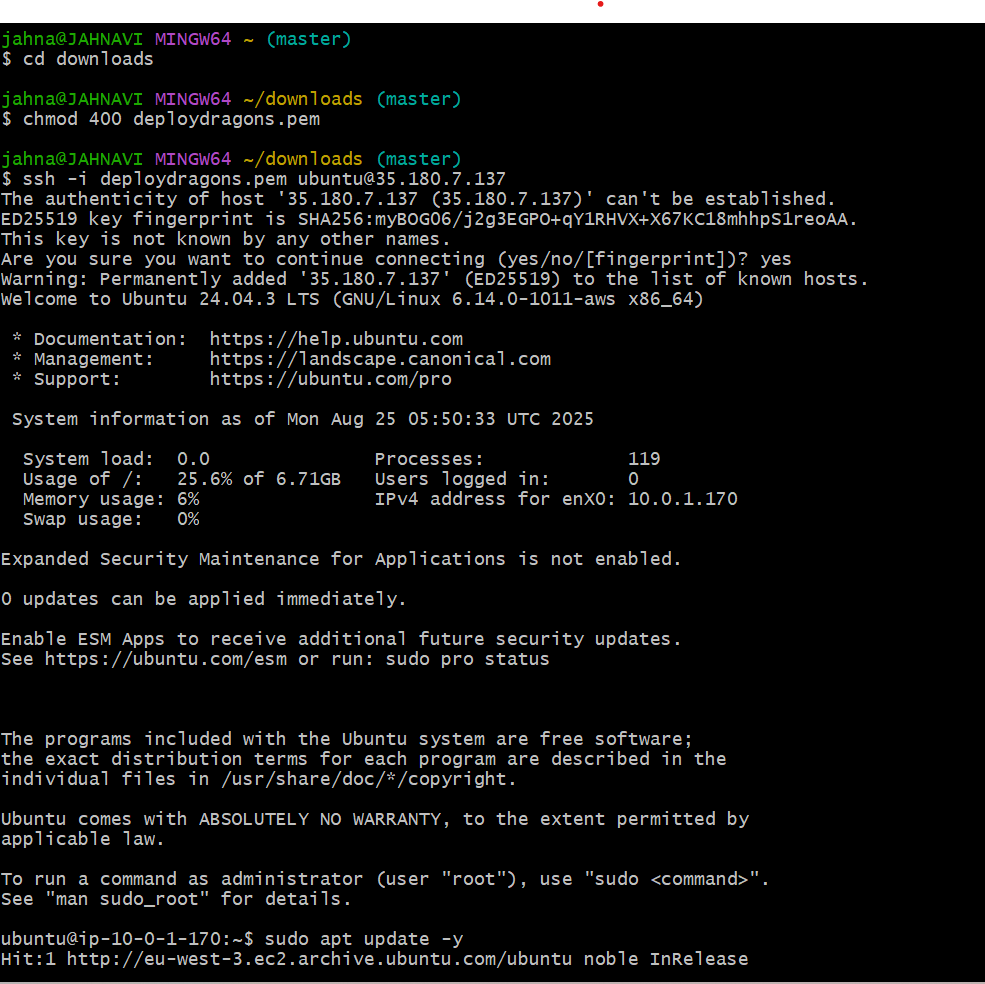 jahna@JAHNAVI MINGW64 ~ (master)
$ cd downloads
jahna@JAHNAVI MINGW64 ~/downloads (master)
$ chmod 400 deploydragons.pem
jahna@JAHNAVI MINGW64 ~/downloads (master)
$ ssh -i deploydragons.pem ubuntu@35.180.7.137
The authenticity of host '35.180.7.137 (35.180.7.137)' can't be established.
ED25519 key fingerprint is SHA256:myBOGO6/j2g3EGPO+qY1RHVX+X67KC18mhhpS1reoAA.
This key is not known by any other names.
Are you sure you want to continue connecting (yes/no/[fingerprint])? yes
Warning: Permanently added '35.180.7.137' (ED25519) to the list of known hosts.
Welcome to Ubuntu 24.04.3 LTS (GNU/Linux 6.14.0-1011-aws x86_64)
* Documentation:  https://help.ubuntu.com
* Management:     https://landscape.canonical.com
* Support:        https://ubuntu.com/pro
System information as of Mon Aug 25 05:50:33 UTC 2025
System load:  0.0               Processes:             119
Usage of /:   25.6% of 6.71GB   Users logged in:       0
Memory usage: 6%                IPv4 address for enX0: 10.0.1.170
Swap usage:   0%
Expanded Security Maintenance for Applications is not enabled.
0 updates can be applied immediately.
Enable ESM Apps to receive additional future security updates.
See https://ubuntu.com/esm or run: sudo pro status
The programs included with the Ubuntu system are free software;
the exact distribution terms for each program are described in the
individual files in /usr/share/doc/*/copyright.
Ubuntu comes with ABSOLUTELY NO WARRANTY, to the extent permitted by
applicable law.
To run a command as administrator (user "root"), use "sudo <command>".
See "man sudo_root" for details.
ubuntu@ip-10-0-1-170:~$ sudo apt update -y
Hit:1 http://eu-west-3.ec2.archive.ubuntu.com/ubuntu noble InRelease